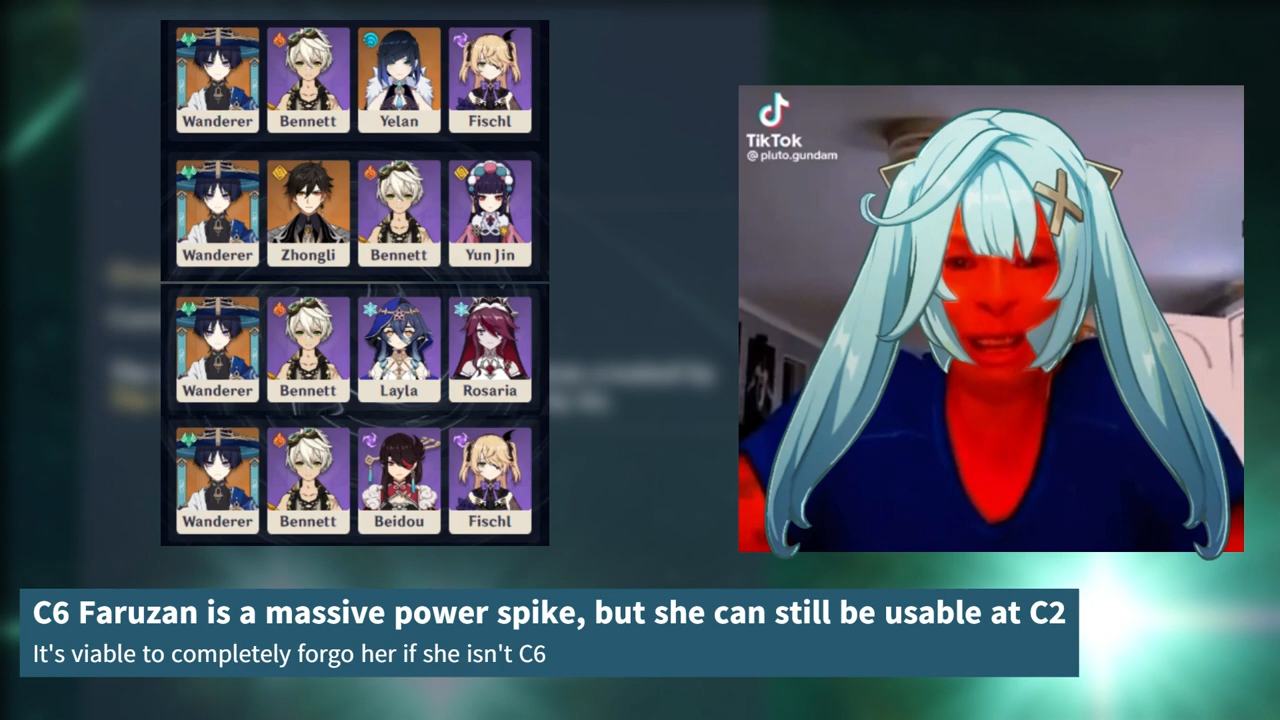 Wanderer Bennett Yelan Fischl
Wanderer Zhongli Bennett Yun Jin
Wanderer Bennett Layla Rosaria
Wanderer Bennett Beidou Fischl
TikTok
@pluto.gundam
C6 Faruzan is a massive power spike, but she can still be usable at C2
It's viable to completely forgo her if she isn't C6